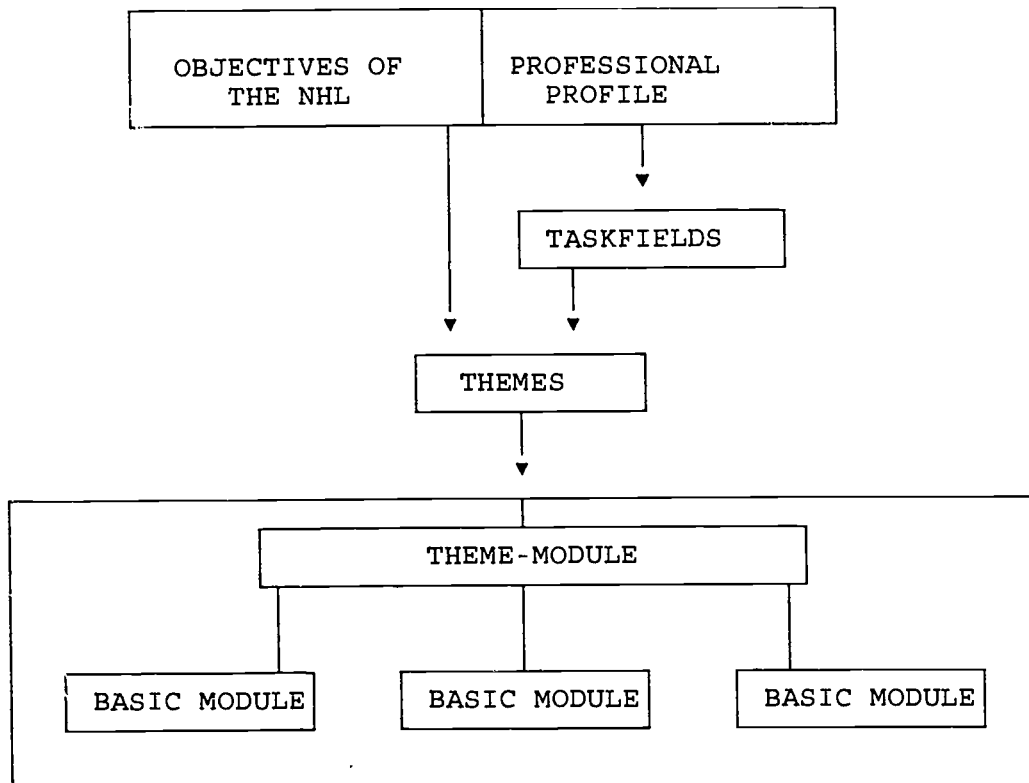 OBJECTIVES OF
THE NHL
PROFESSIONAL
PROFILE
TASKFIELDS
THEMES
THEME-MODULE
BASIC MODULE
BASIC MODULE
BASIC MODULE